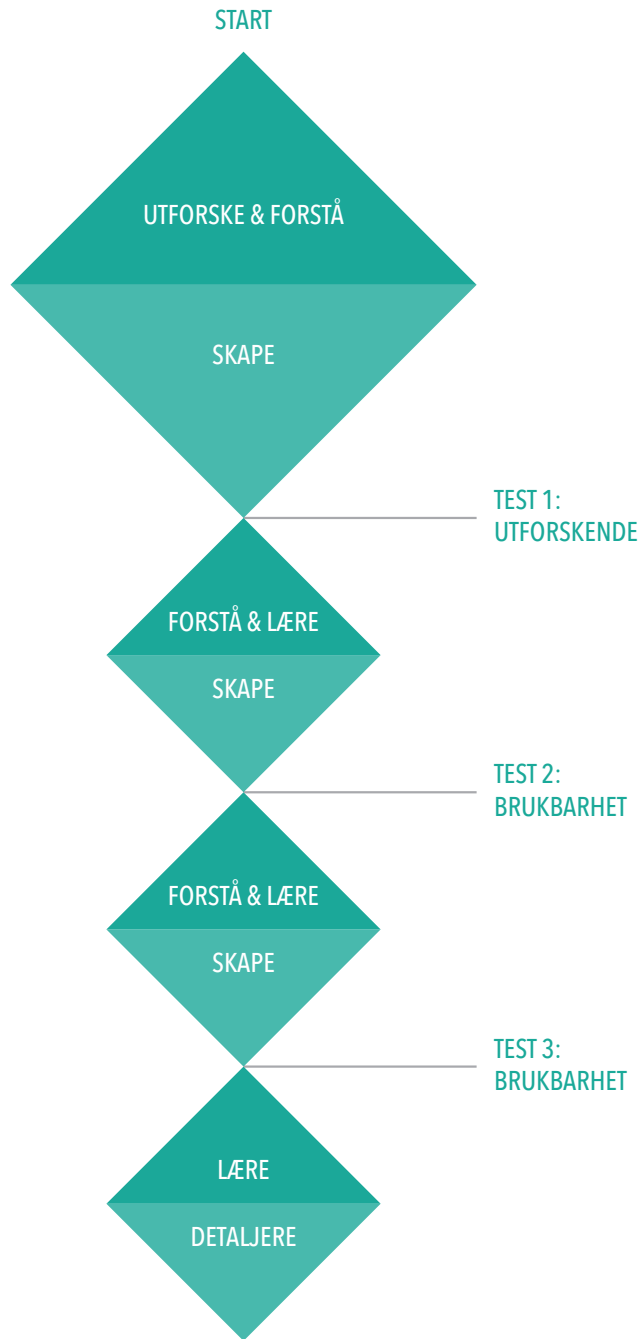 START
UTFORSKE & FORSTÅ
SKAPE
TEST 1:
UTFORSKENDE
FORSTÅ & LÆRE
SKAPE
TEST 2:
BRUKBARHET
FORSTÅ & LÆRE
SKAPE
TEST 3:
BRUKBARHET
LÆRE
DETALJERE